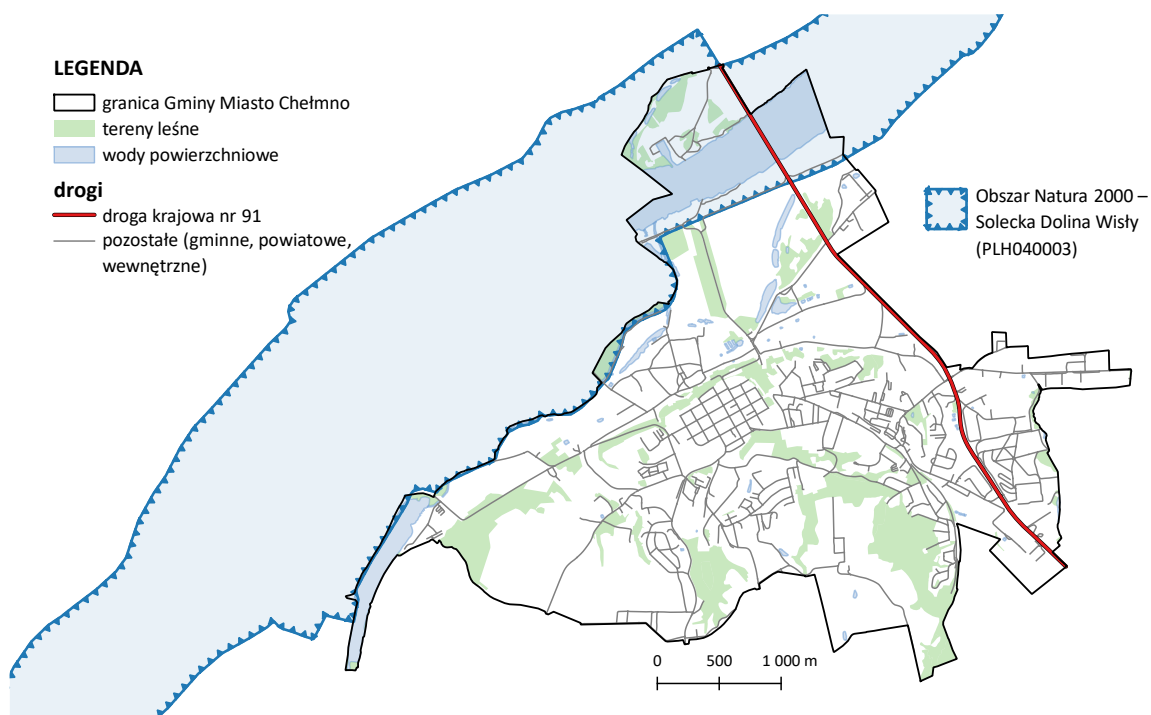 LEGENDA
granica Gminy Miasto Chełmno
tereny leśne
wody powierzchniowe
drogi
droga krajowa nr 91
pozostałe (gminne, powiatowe,
wewnętrzne)
Obszar Natura 2000 –
Solecka Dolina Wisły
(PLH040003)
0 500 1 000 m